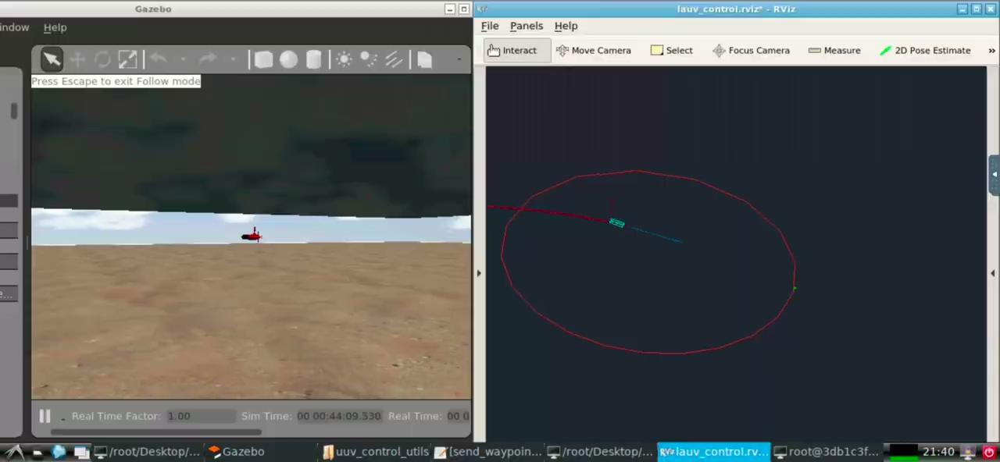 Gazebo
indow Help
Press Escape to exit Follow mode
e...
Real Time Factor: 1.00 Sim Time: 00 00:44:09.330 Real Time: 00 0
lauv_control.rviz* - RViz
File Panels Help
Interact Move Camera Select Focus Camera Measure 2D Pose Estimate »
/root/Desktop/... Gazebo uuv_control_utils [send_waypoin... /root/Desktop/... RViz lauv_control.rv... root@3db1c3f... 21:40